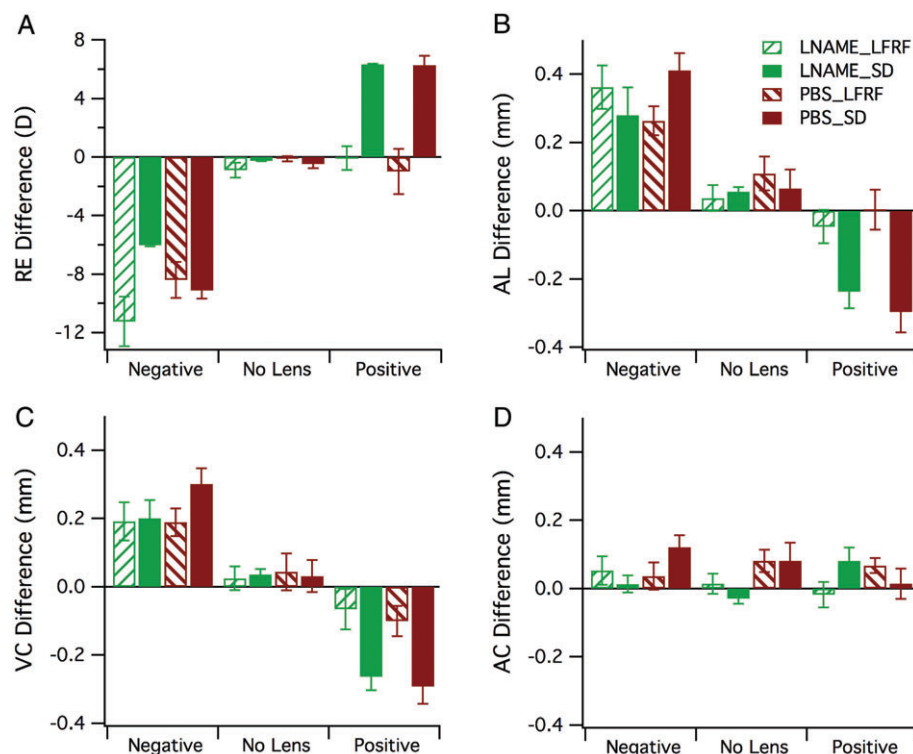 A
RE Difference (D)
8
4
0
-4
-8
-12
Negative No Lens Positive
B
AL Difference (mm)
0.4
0.2
0.0
-0.2
-0.4
Negative No Lens Positive
LNAME_LFRF
LNAME_SD
PBS_LFRF
PBS_SD
C
VC Difference (mm)
0.4
0.2
0.0
-0.2
-0.4
Negative No Lens Positive
D
AC Difference (mm)
0.4
0.2
0.0
-0.2
-0.4
Negative No Lens Positive